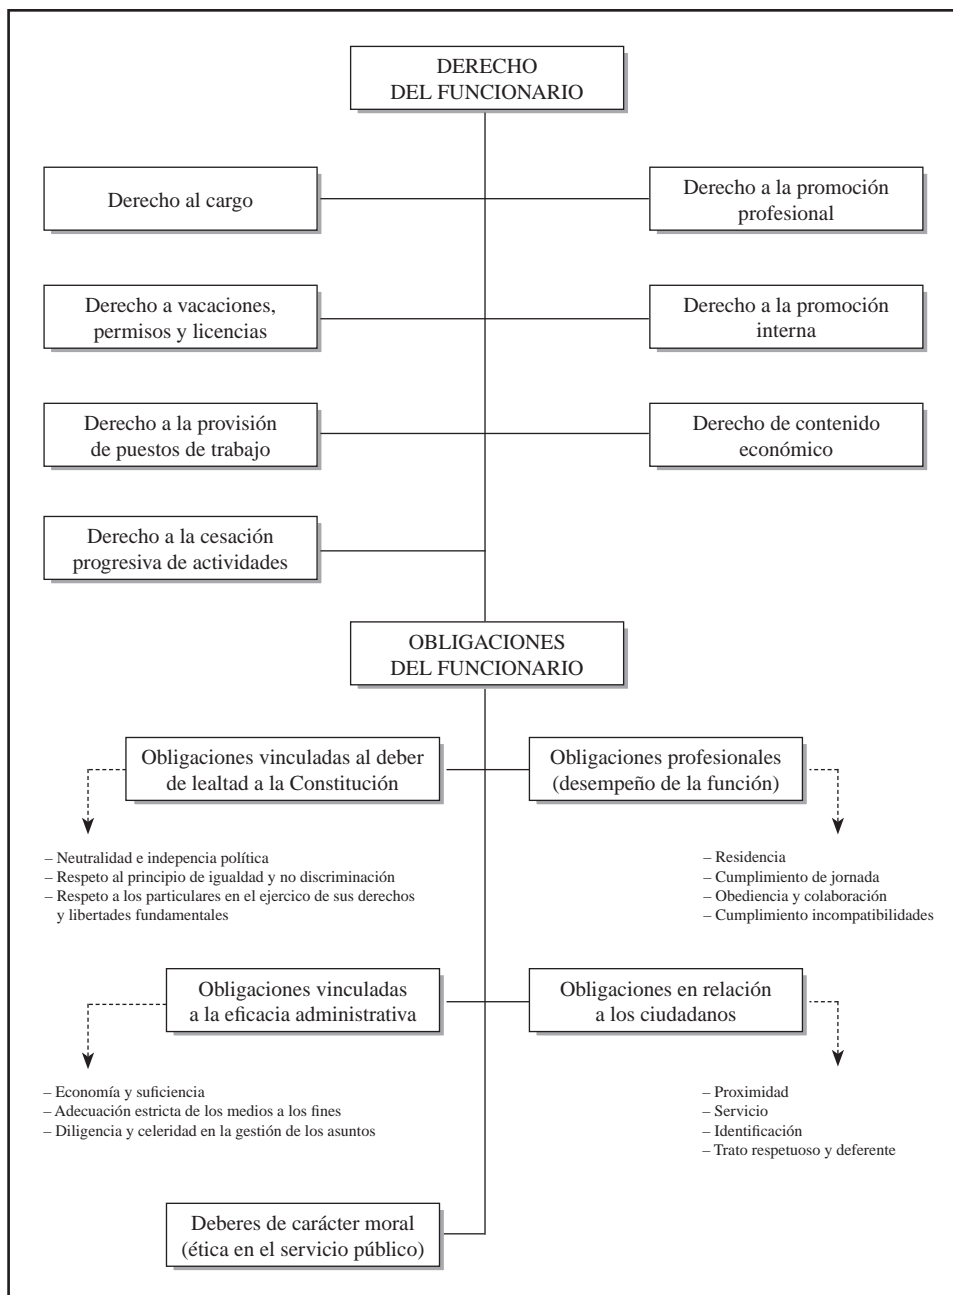 DERECHO
DEL FUNCIONARIO
Derecho al cargo
Derecho a la promoción
profesional
Derecho a vacaciones,
permisos y licencias
Derecho a la promoción
interna
Derecho a la provisión
de puestos de trabajo
Derecho de contenido
económico
Derecho a la cesación
progresiva de actividades
OBLIGACIONES
DEL FUNCIONARIO
Obligaciones vinculadas al deber
de lealtad a la Constitución
Obligaciones profesionales
(desempeño de la función)
– Neutralidad e indepencia política
– Respeto al principio de igualdad y no discriminación
– Respeto a los particulares en el ejercico de sus derechos
y libertades fundamentales
– Residencia
– Cumplimiento de jornada
– Obediencia y colaboración
– Cumplimiento incompatibilidades
Obligaciones vinculadas
a la eficacia administrativa
Obligaciones en relación
a los ciudadanos
– Economía y suficiencia
– Adecuación estricta de los medios a los fines
– Diligencia y celeridad en la gestión de los asuntos
– Proximidad
– Servicio
– Identificación
– Trato respetuoso y deferente
Deberes de carácter moral
(ética en el servicio público)